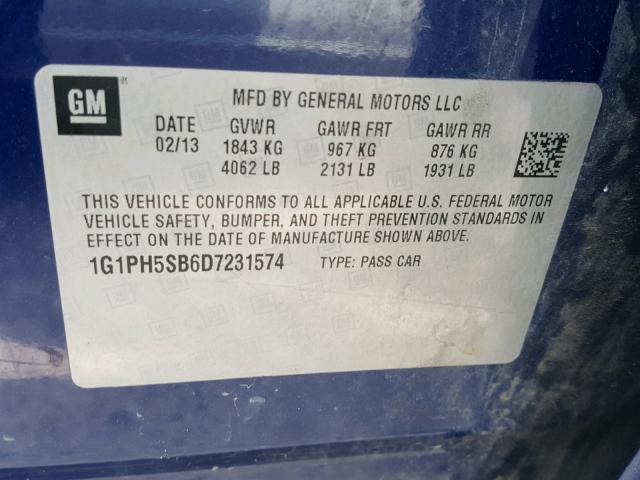 GM
MFD BY GENERAL MOTORS LLC
DATE GVWR GAWR FRT GAWR RR
02/13 1843 KG 967 KG 876 KG
4062 LB 2131 LB 1931 LB
THIS VEHICLE CONFORMS TO ALL APPLICABLE U.S. FEDERAL MOTOR
VEHICLE SAFETY, BUMPER, AND THEFT PREVENTION STANDARDS IN
EFFECT ON THE DATE OF MANUFACTURE SHOWN ABOVE.
1G1PH5SB6D7231574 TYPE: PASS CAR